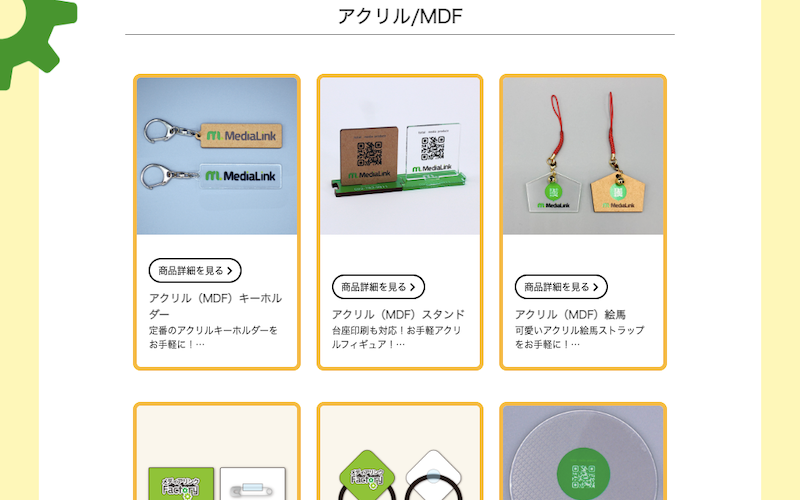 アクリル/MDF
MediaLink
MediaLink
MediaLink
MediaLink
MediaLink
MediaLink
商品詳細を見る
アクリル（MDF）キーホル
ダー
定番のアクリルキーホルダーを
お手軽に！…
商品詳細を見る
アクリル（MDF）スタンド
台座印刷も対応！お手軽アクリ
ルフィギュア！…
商品詳細を見る
アクリル（MDF）絵馬
可愛いアクリル絵馬ストラップ
をお手軽に！…
メディアリンク
Factory
メディアリンク
Factory